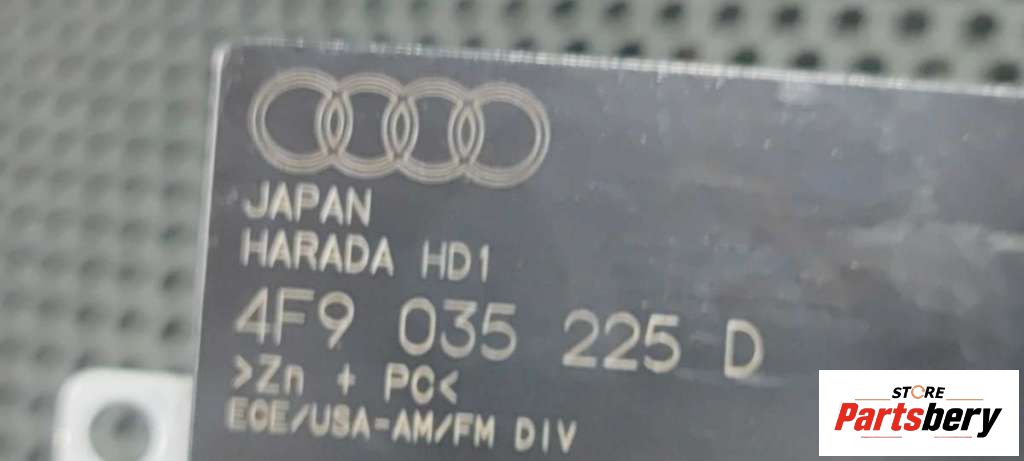 JAPAN
HARADA HD1
4F9 035 225 D
>Zn + PC<
ECE/USA-AM/FM DIV
STORE
Partsbery